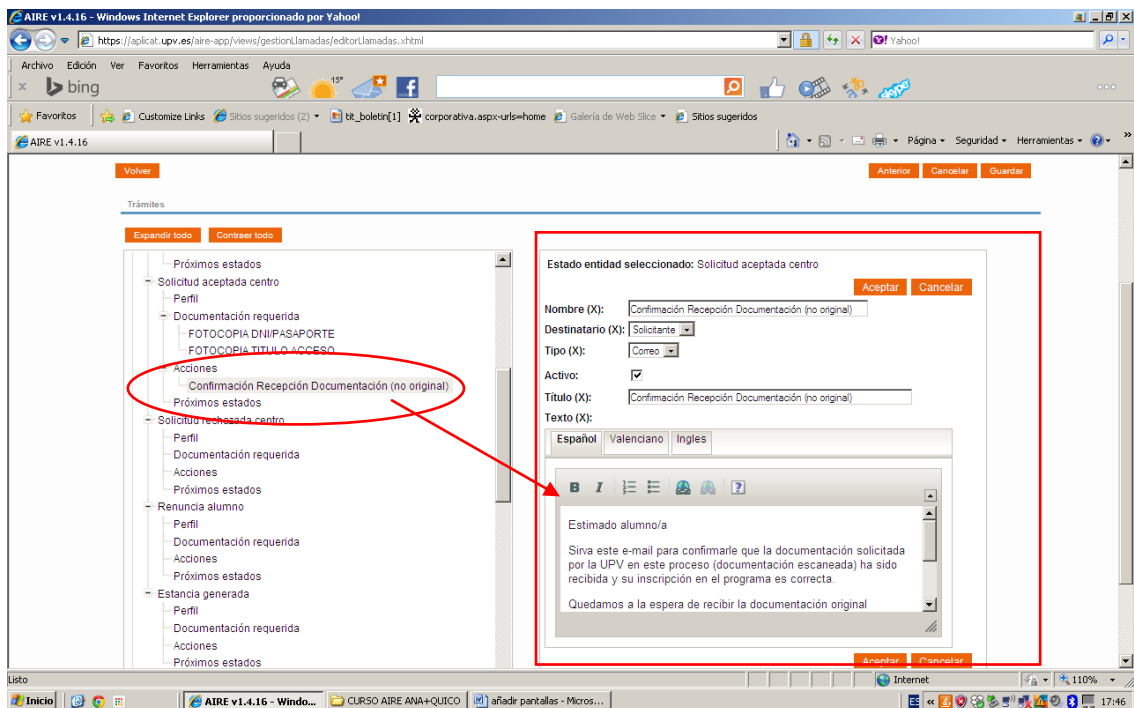 AIRE v1.4.16 - Windows Internet Explorer proporcionado por Yahoo!
https://aplicat.upv.es/aire-app/views/gestionLlamadas/editorLlamadas.xhtml
Yahoo!
Archivo Edición Ver Favoritos Herramientas Ayuda
bing
15°
Favoritos
Customize Links
Sitios sugeridos (2)
tit_boletin[1]
corporativa.aspx-urls=home
Galería de Web Slice
Sitios sugeridos
AIRE v1.4.16
Página
Seguridad
Herramientas
Volver
Anterior
Cancelar
Guardar
Trámites
Expandir todo
Contraer todo
Próximos estados
Solicitud aceptada centro
Perfil
Documentación requerida
FOTOCOPIA DNI/PASAPORTE
FOTOCOPIA TITULO ACCESO
Acciones
Confirmación Recepción Documentación (no original)
Próximos estados
Solicitud rechazada centro
Perfil
Documentación requerida
Acciones
Próximos estados
Renuncia alumno
Perfil
Documentación requerida
Acciones
Próximos estados
Estancia generada
Perfil
Documentación requerida
Acciones
Próximos estados
Estado entidad seleccionado: Solicitud aceptada centro
Aceptar
Cancelar
Nombre (X): Confirmación Recepción Documentación (no original)
Destinatario (X): Solicitante
Tipo (X): Correo
Activo:
Título (X): Confirmación Recepción Documentación (no original)
Texto (X):
Español
Valenciano
Ingles
B I
Estimado alumno/a
Sirva este e-mail para confirmarle que la documentación solicitada
por la UPV en este proceso (documentación escaneada) ha sido
recibida y su inscripción en el programa es correcta.
Quedamos a la espera de recibir la documentación original
Aceptar
Cancelar
Listo
Internet
110%
Inicio
AIRE v1.4.16 - Windo...
CURSO AIRE ANA+QUICO
añadir pantallas - Micros...
ES
17:46